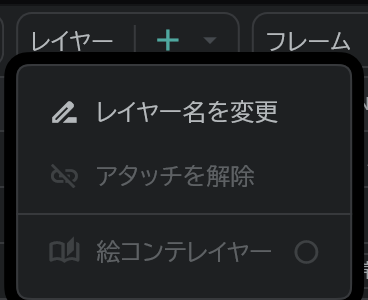 レイヤー
フレーム
レイヤー名を変更
アタッチを解除
絵コンテレイヤー